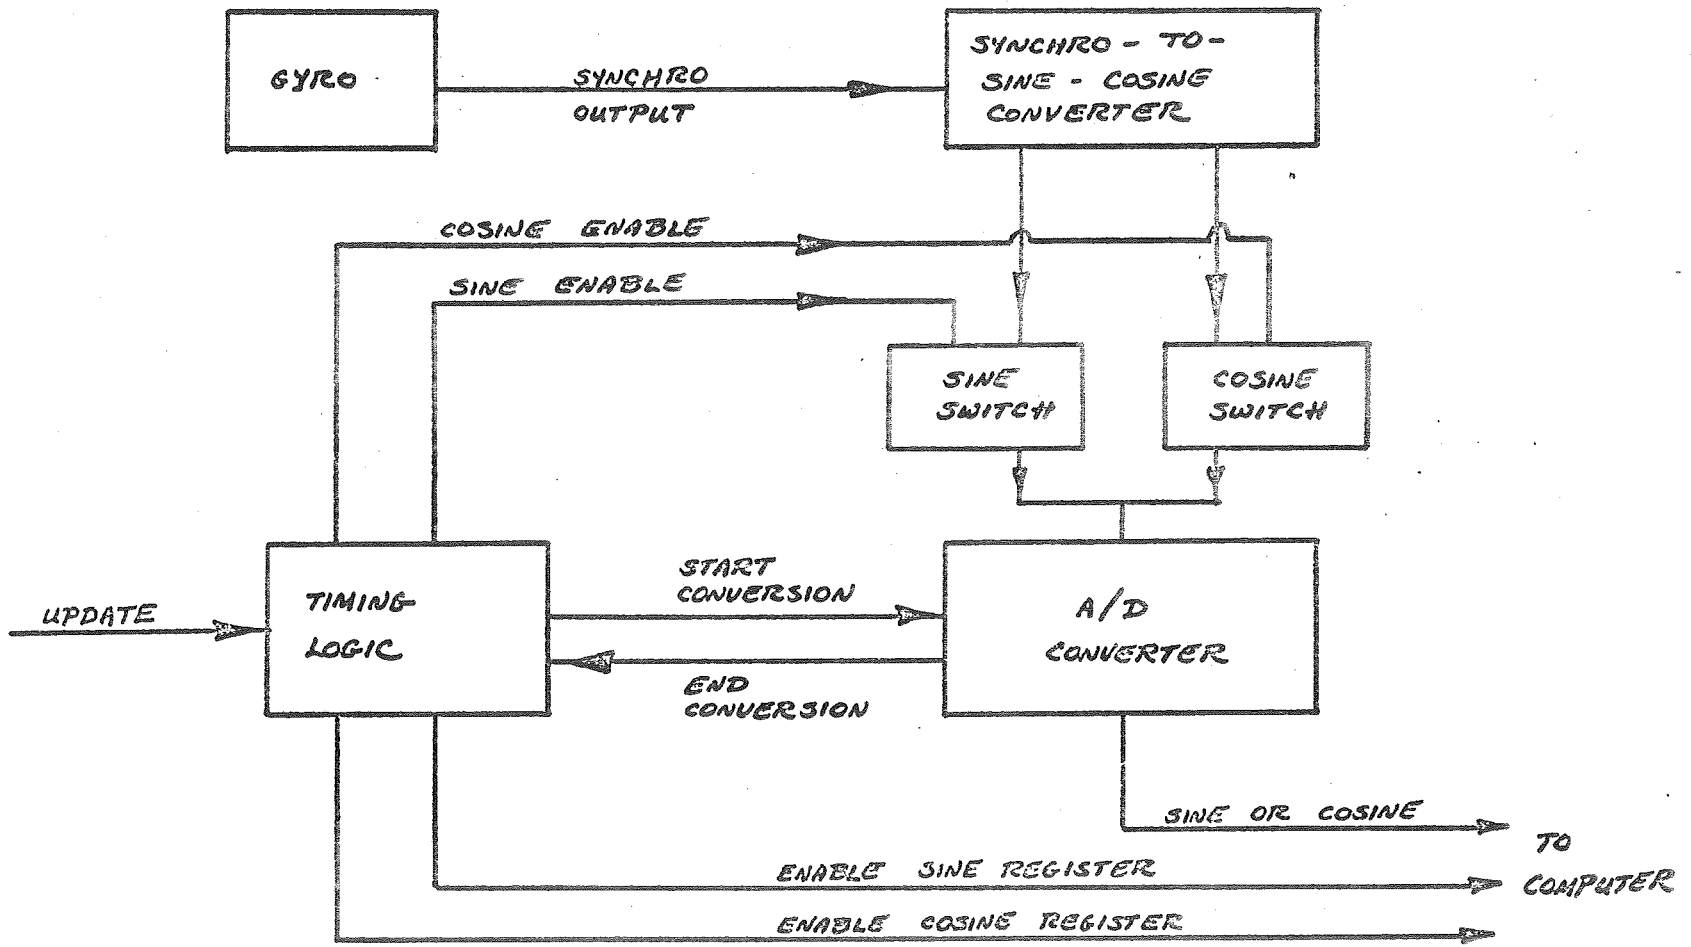 GYRO
SYNCHRO
OUTPUT
SYNCHRO - TO -
SINE - COSINE
CONVERTER
COSINE ENABLE
SINE ENABLE
SINE
SWITCH
COSINE
SWITCH
UPDATE
TIMING
LOGIC
START
CONVERSION
END
CONVERSION
A/D
CONVERTER
SINE OR COSINE
ENABLE SINE REGISTER
ENABLE COSINE REGISTER
TO
COMPUTER